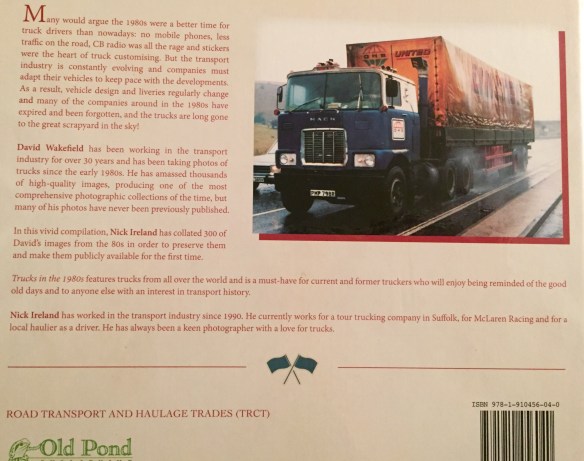 Many would argue the 1980s were a better time for
truck drivers than nowadays: no mobile phones, less
traffic on the road, CB radio was all the rage and stickers
were the heart of truck customising. But the transport
industry is constantly evolving and companies must
adapt their vehicles to keep pace with the developments.
As a result, vehicle design and liveries regularly change
and many of the companies around in the 1980s have
expired and been forgotten, and the trucks are long gone
to the great scrapyard in the sky!
David Wakefield has been working in the transport
industry for over 30 years and has been taking photos of
trucks since the early 1980s. He has amassed thousands
of high-quality images, producing one of the most
comprehensive photographic collections of the time, but
many of his photos have never been previously published.
In this vivid compilation, Nick Ireland has collated 300 of
David's images from the 80s in order to preserve them
and make them publicly available for the first time.
Trucks in the 1980s features trucks from all over the world and is a must-have for current and former truckers who will enjoy being reminded of the good
old days and to anyone else with an interest in transport history.
Nick Ireland has worked in the transport industry since 1990. He currently works for a tour trucking company in Suffolk, for McLaren Racing and for a
local haulier as a driver. He has always been a keen photographer with a love for trucks.
UNITED
MACK
ROAD TRANSPORT AND HAULAGE TRADES (TRCT)
Old Pond
ISBN 978-1-910456-04-0